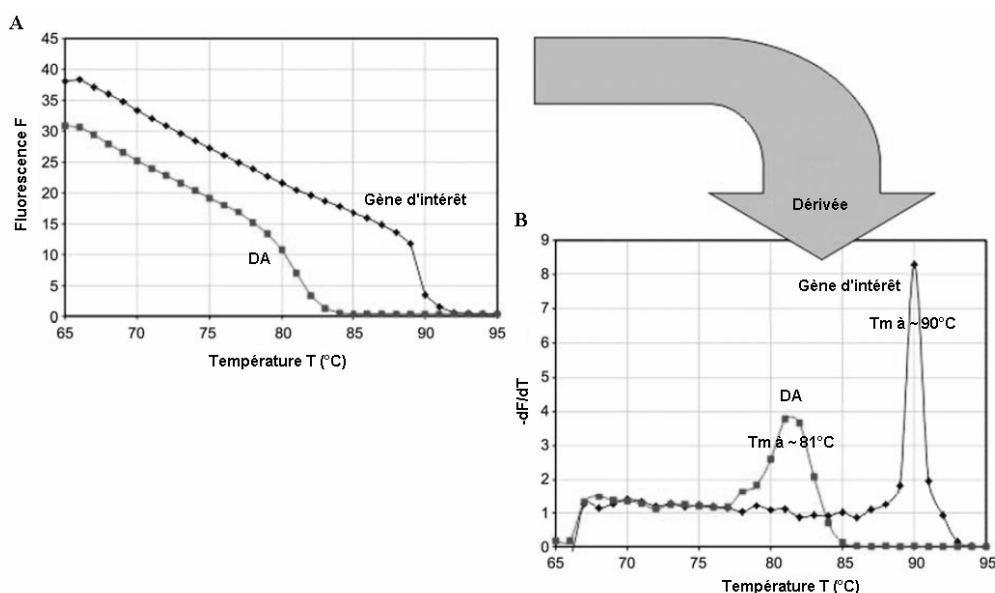 A
45
40
35
30
25
20
15
10
5
0
Fluorescence F
Gène d'intérêt
DA
65 70 75 80 85 90 95
Température T (°C)
Dérivée
B
9
8
7
6
5
4
3
2
1
0
-dF/dT
Gène d'intérêt
Tm à ~90°C
DA
Tm à ~81°C
65 70 75 80 85 90 95
Température T (°C)